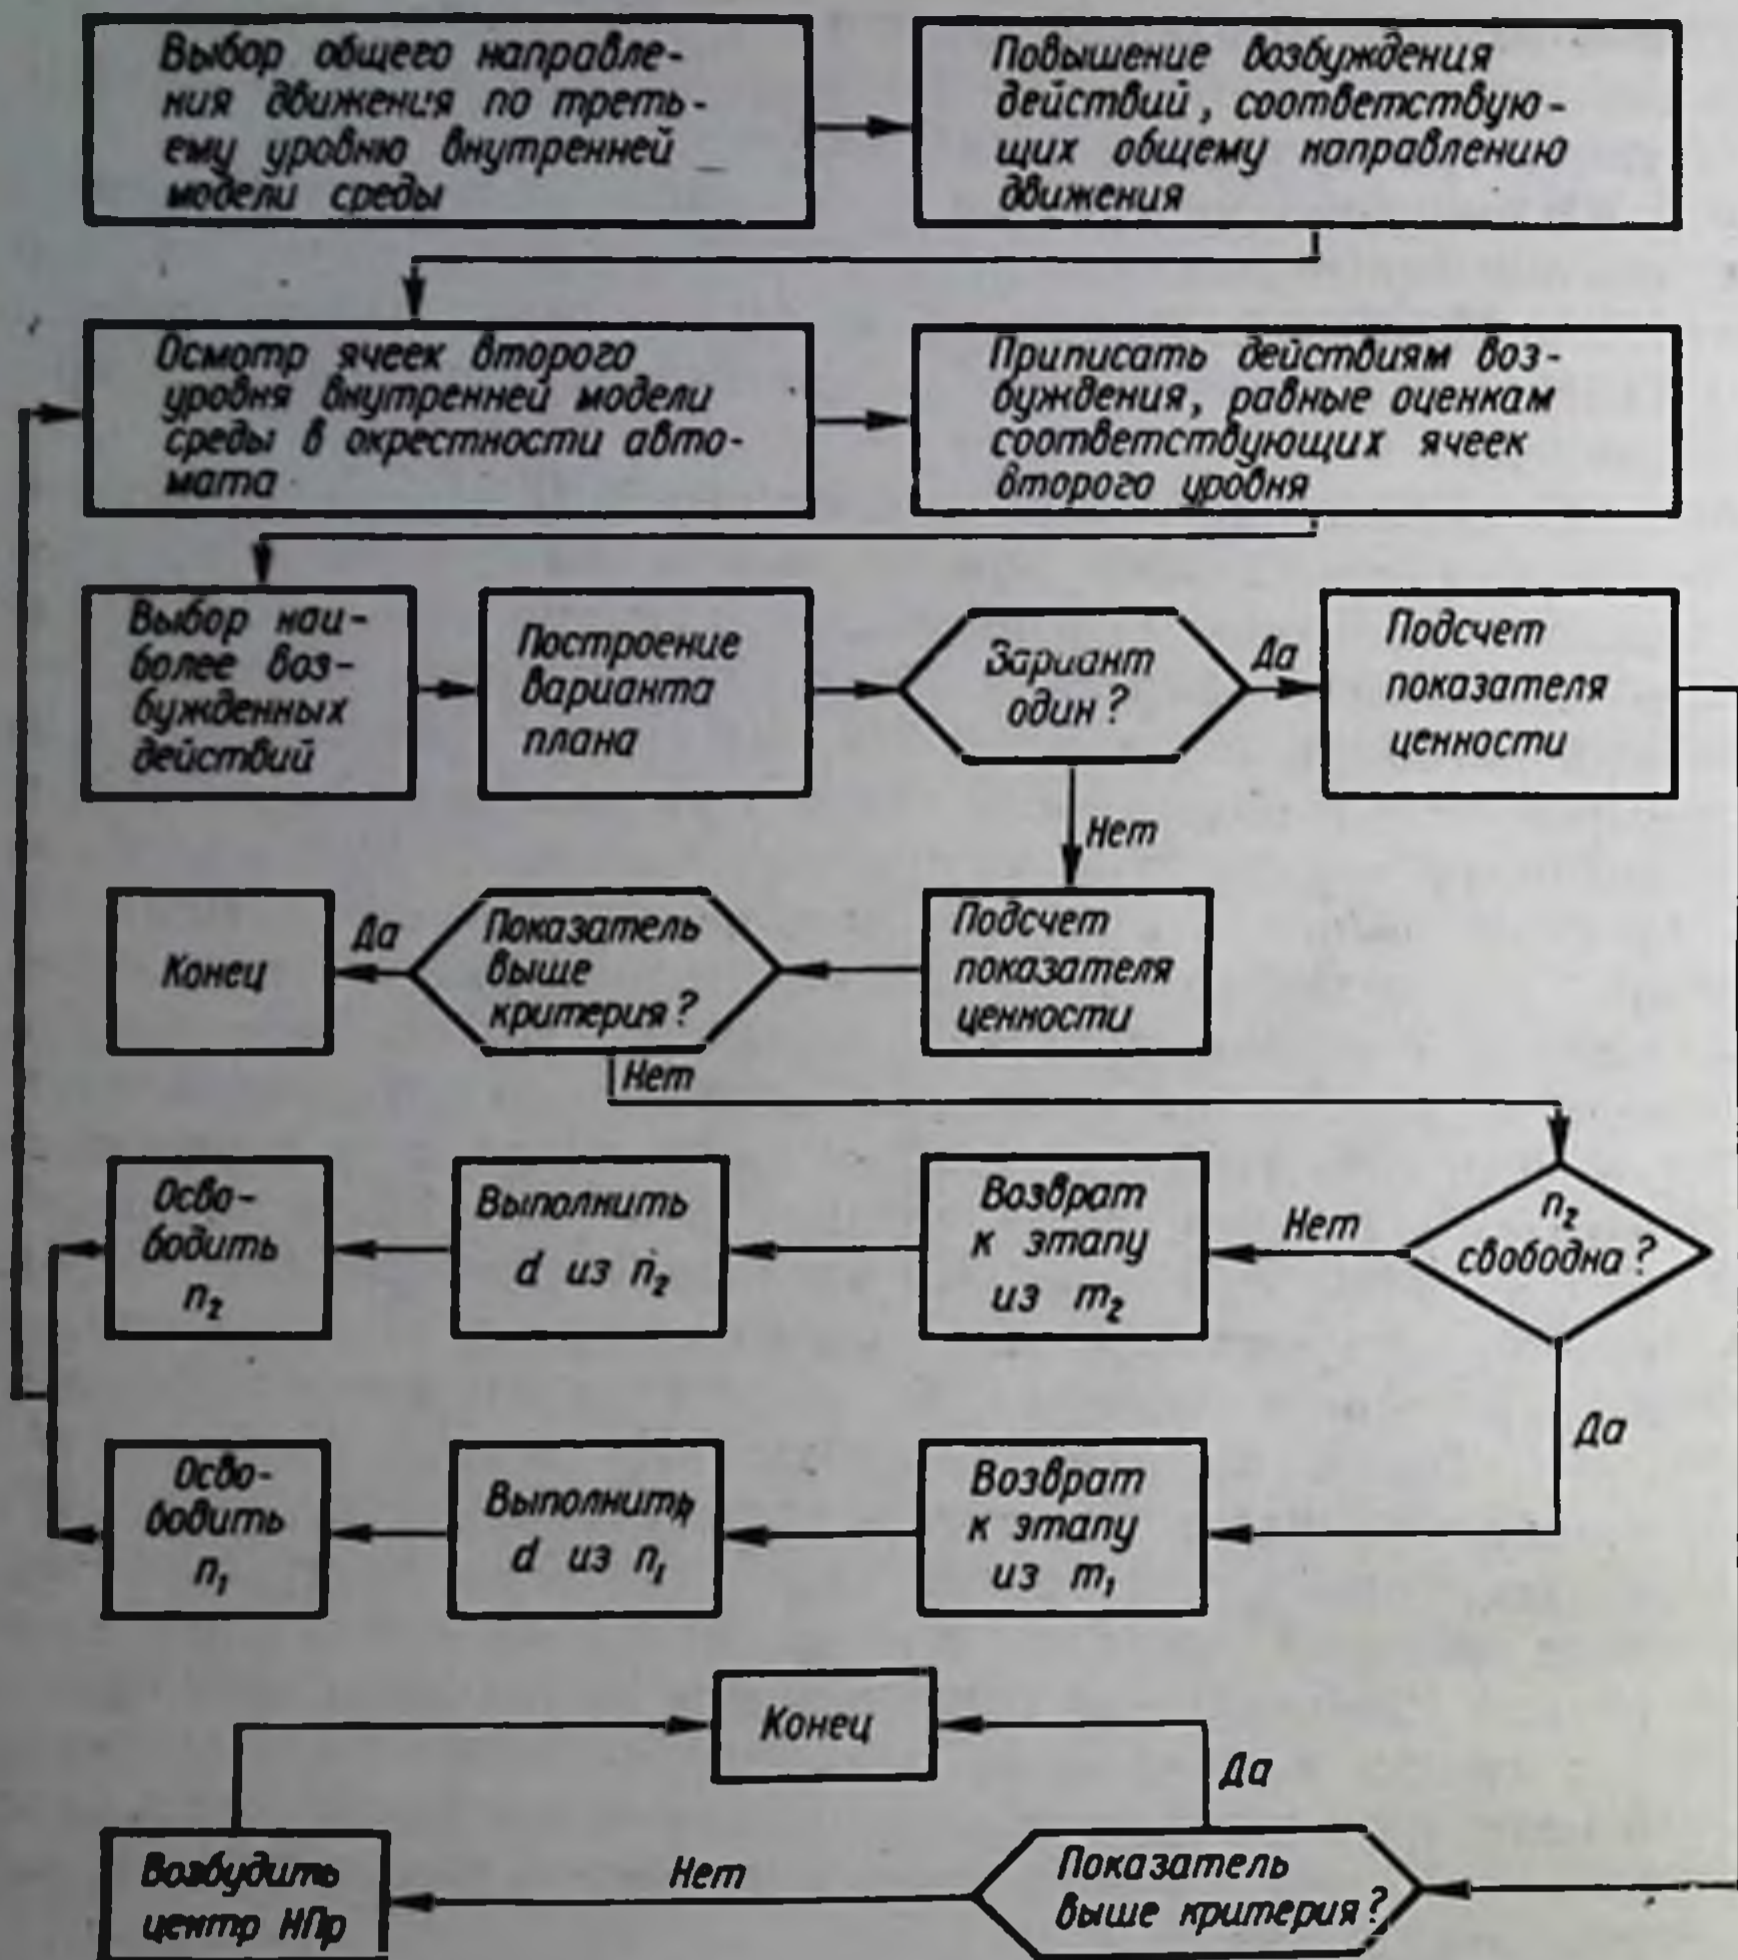 Выбор общего направле-
ния движения по треть-
ему уровню внутренней
модели среды
Повышение возбуждения
действий, соответствую-
щих общему направлению
движения
Осмотр ячеек второго
уровня внутренней модели
среды в окрестности авто-
мата
Приписать действиям воз-
буждения, равные оценкам
соответствующих ячеек
второго уровня
Выбор наи-
более воз-
бужденных
действий
Построение
варианта
плана
Вариант
один?
Да
Подсчет
показателя
ценности
Нет
Конец
Да
Показатель
выше
критерия?
Подсчет
показателя
ценности
Нет
Осво-
бодить
n₂
Выполнить
d из n₂
Возврат
к этапу
из m₂
Нет
n₂
свободна?
Да
Осво-
бодить
n₁
Выполнить
d из n₁
Возврат
к этапу
из m₁
Конец
Да
Возбудить
центр НПр
Нет
Показатель
выше критерия?